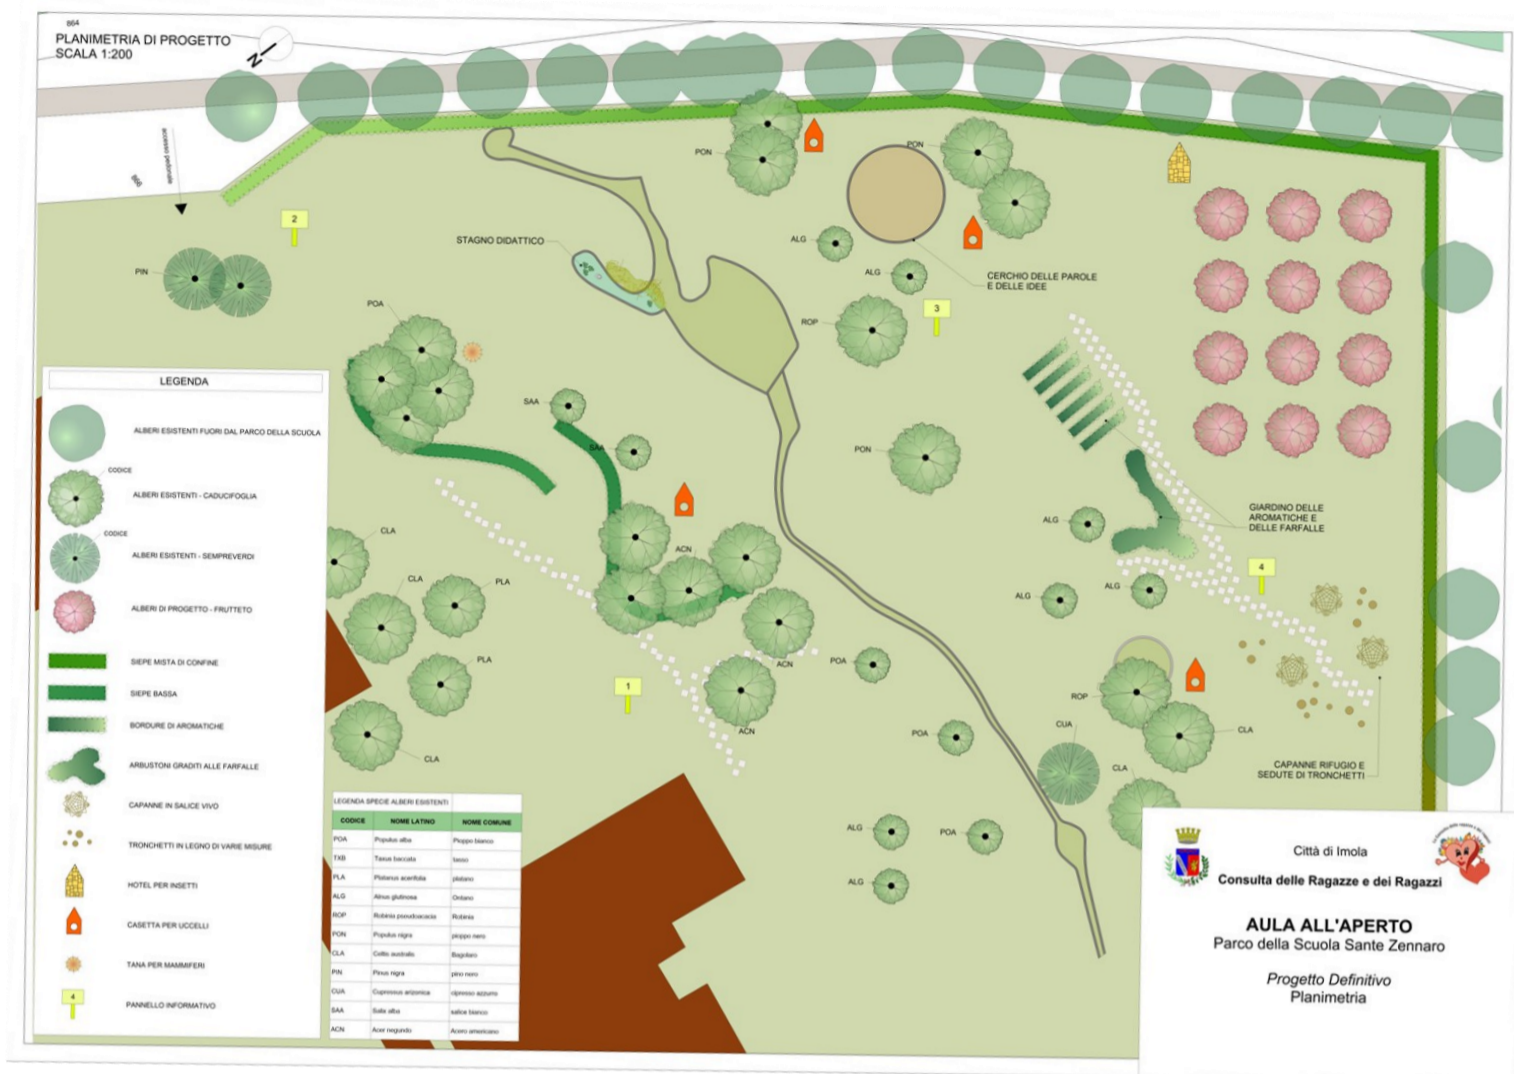 864
PLANIMETRIA DI PROGETTO
SCALA 1:200
N
accesso pedonale
866
2
PIN
STAGNO DIDATTICO
POA
PON
PON
ALG
ALG
CERCHIO DELLE PAROLE
E DELLE IDEE
ROP
3
SAA
SAA
PON
GIARDINO DELLE
AROMATICHE E
DELLE FARFALLE
ALG
ALG
ALG
4
CLA
CLA
PLA
PLA
CLA
ACN
ACN
ACN
1
POA
POA
ROP
CUA
CLA
CLA
CAPANNE RIFUGIO E
SEDUTE DI TRONCHETTI
ALG
POA
ALG
LEGENDA
ALBERI ESISTENTI FUORI DAL PARCO DELLA SCUOLA
CODICE
ALBERI ESISTENTI - CADUCIFOGLIA
CODICE
ALBERI ESISTENTI - SEMPREVERDI
ALBERI DI PROGETTO - FRUTTETO
SIEPE MISTA DI CONFINE
SIEPE BASSA
BORDURE DI AROMATICHE
ARBUSTONI GRADITI ALLE FARFALLE
CAPANNE IN SALICE VIVO
TRONCHETTI IN LEGNO DI VARIE MISURE
HOTEL PER INSETTI
CASETTA PER UCCELLI
TANA PER MAMMIFERI
4
PANNELLO INFORMATIVO
LEGENDA SPECIE ALBERI ESISTENTI
CODICE NOME LATINO NOME COMUNE
POA Populus alba Pioppo bianco
TXB Taxus baccata tasso
PLA Platanus acerifolia platano
ALG Alnus glutinosa Ontano
ROP Robinia pseudoacacia Robinia
PON Populus nigra pioppo nero
CLA Celtis australis Bagolaro
PIN Pinus nigra pino nero
CUA Cupressus arizonica cipresso azzurro
SAA Salix alba salice bianco
ACN Acer negundo Acero americano
Città di Imola
Consulta delle Ragazze e dei Ragazzi
AULA ALL'APERTO
Parco della Scuola Sante Zennaro
Progetto Definitivo
Planimetria